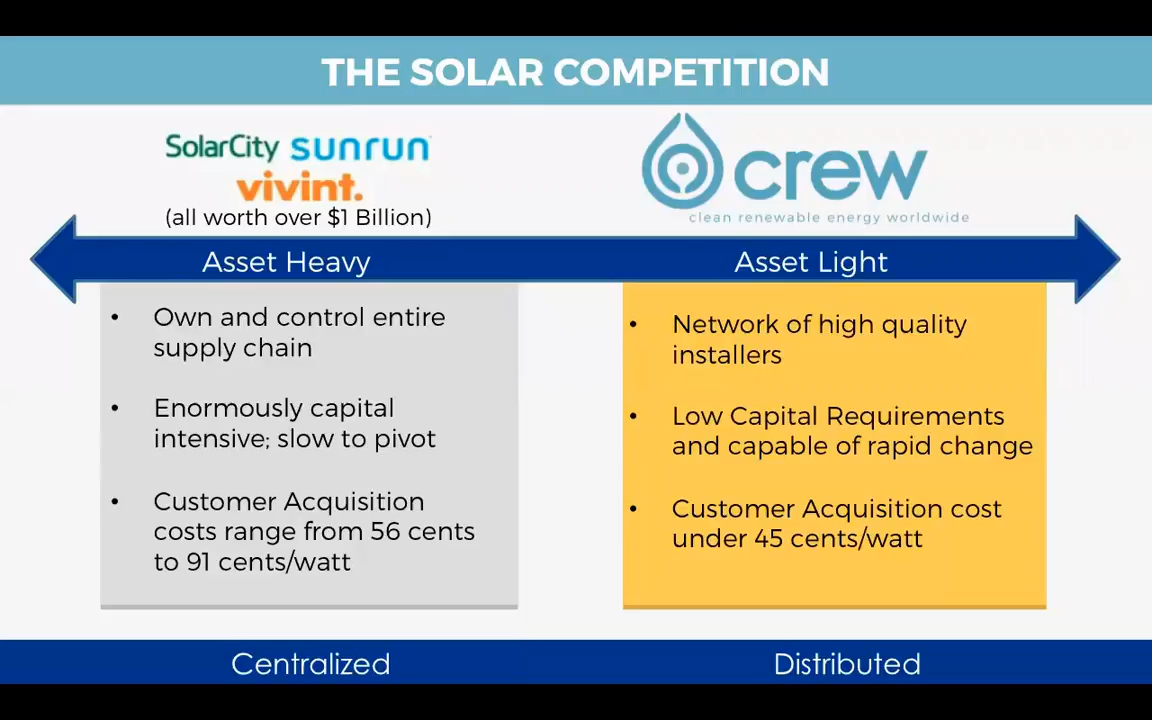 THE SOLAR COMPETITION
SolarCity sunrun
vivint.
(all worth over $1 Billion)
crew
clean renewable energy worldwide
Asset Heavy
Asset Light
• Own and control entire
supply chain
• Enormously capital
intensive; slow to pivot
• Customer Acquisition
costs range from 56 cents
to 91 cents/watt
• Network of high quality
installers
• Low Capital Requirements
and capable of rapid change
• Customer Acquisition cost
under 45 cents/watt
Centralized
Distributed